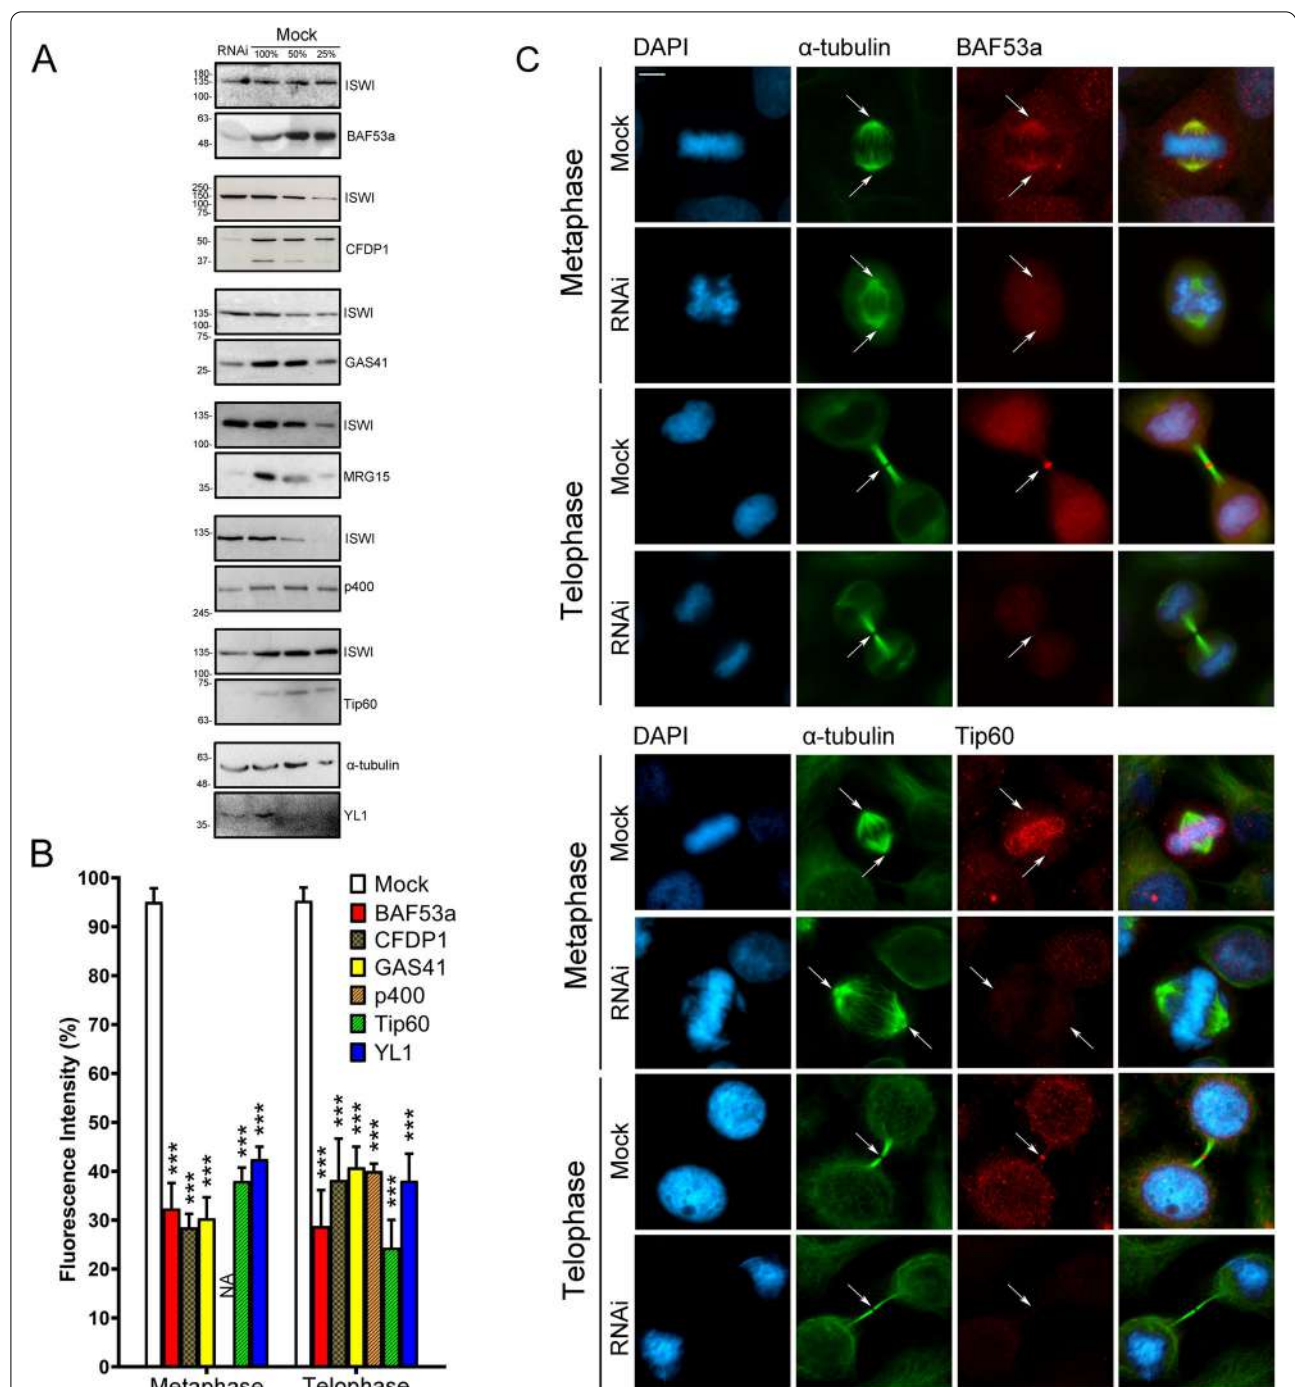 A
Mock
RNAi 100% 50% 25%
180-
135-
100-
ISWI
63-
48-
BAF53a
250-
150-
100-
75-
ISWI
50-
37-
CFDP1
135-
100-
75-
ISWI
25-
GAS41
135-
100-
ISWI
35-
MRG15
135-
ISWI
245-
p400
135-
100-
ISWI
75-
63-
Tip60
63-
48-
α-tubulin
35-
YL1
B
Fluorescence Intensity (%)
100
90
80
70
60
50
40
30
20
10
0
Mock
BAF53a
CFDP1
GAS41
p400
Tip60
YL1
*** *** *** NA *** ***
*** *** *** *** *** ***
Metaphase Telophase
C
DAPI α-tubulin BAF53a
Metaphase
Mock
RNAi
Telophase
Mock
RNAi
DAPI α-tubulin Tip60
Metaphase
Mock
RNAi
Telophase
Mock
RNAi